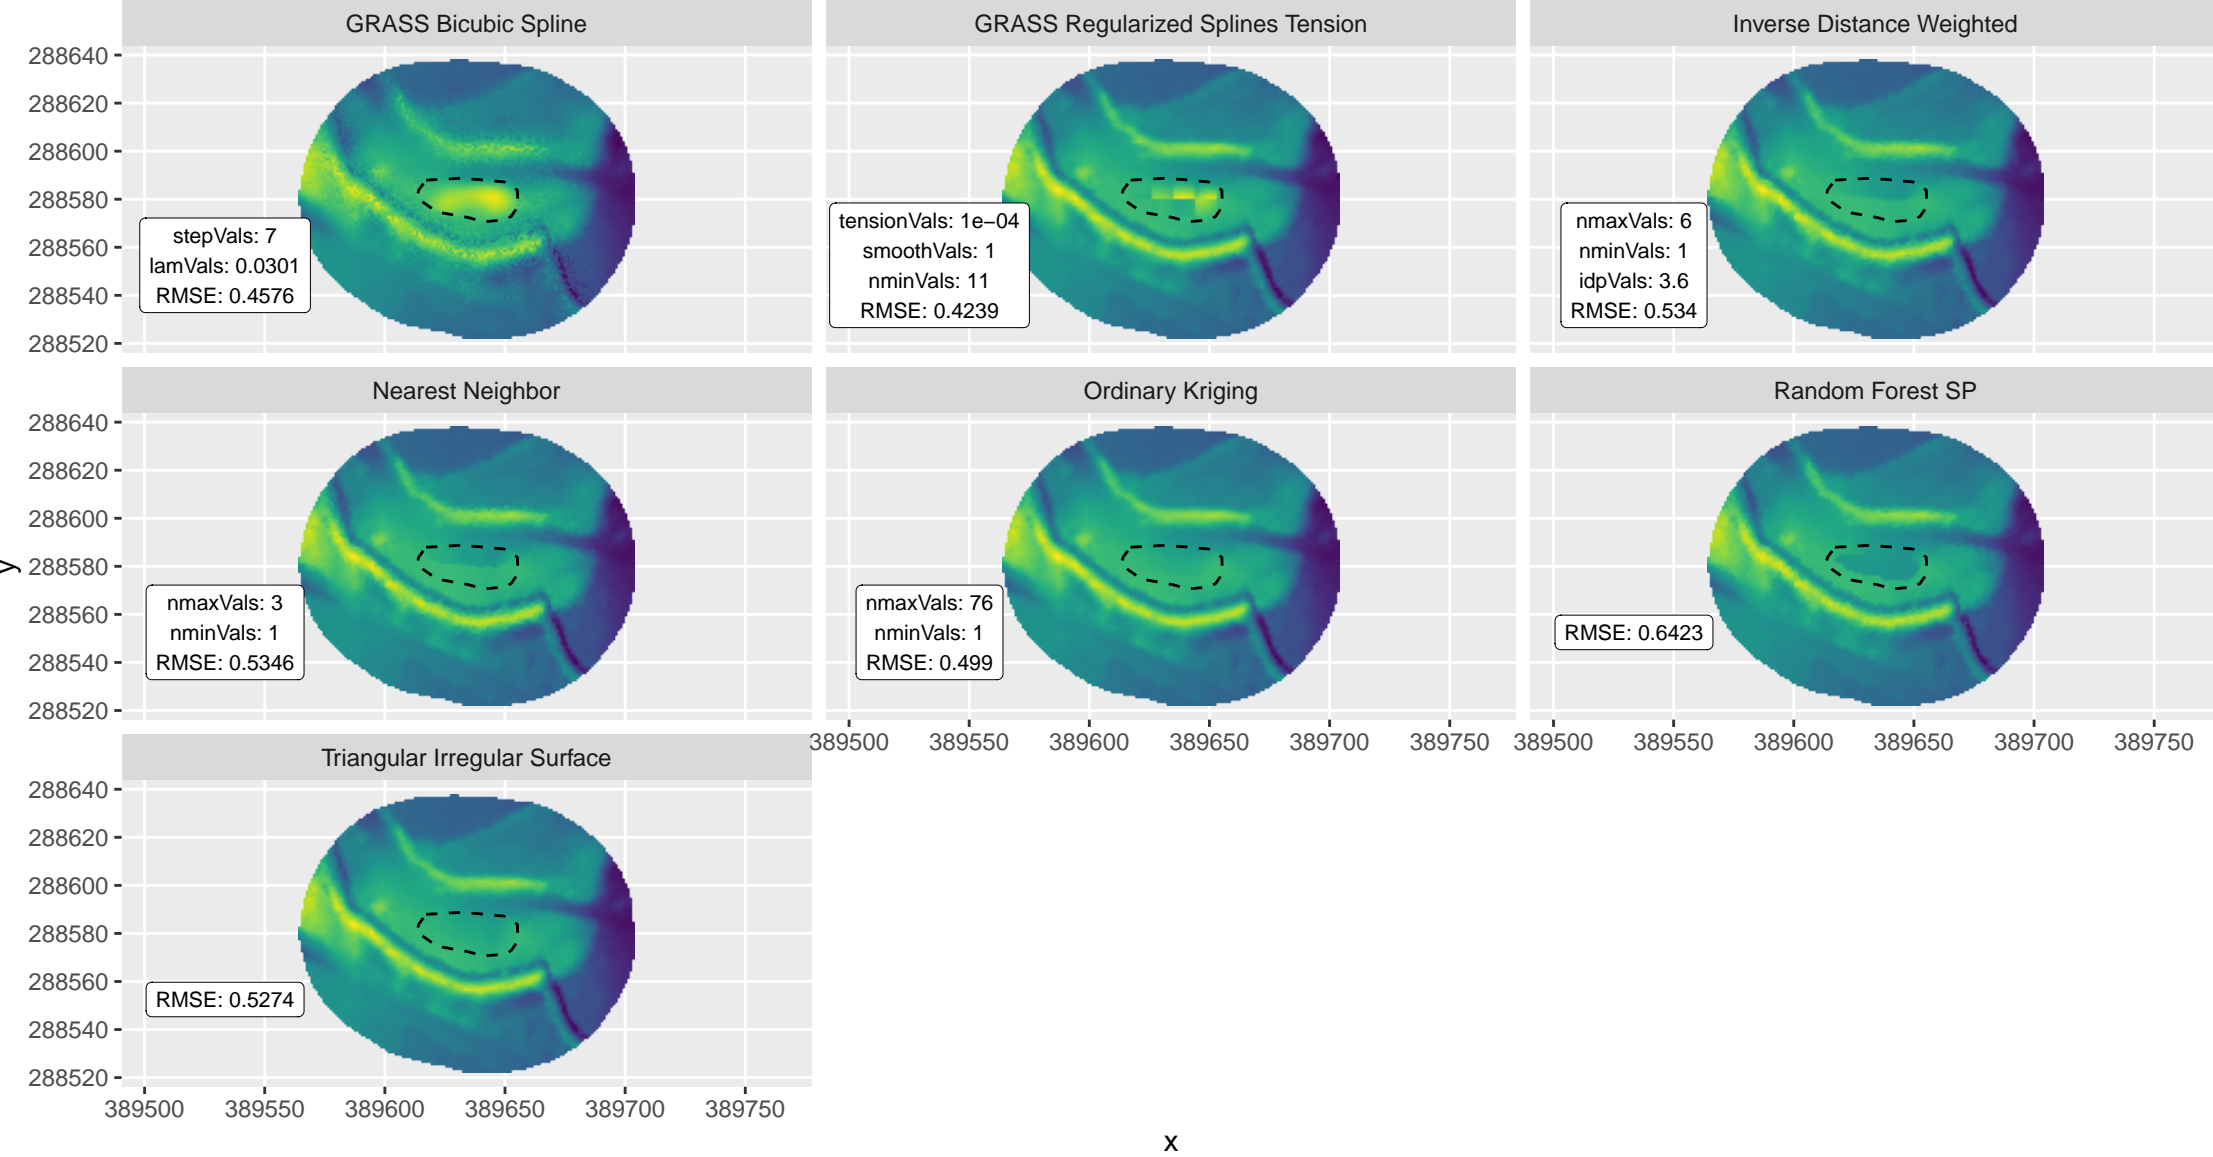 GRASS Bicubic Spline
GRASS Regularized Splines Tension
Inverse Distance Weighted
288640
288620
288600
288580
288560
288540
288520
stepVals: 7
lamVals: 0.0301
RMSE: 0.4576
tensionVals: 1e−04
smoothVals: 1
nminVals: 11
RMSE: 0.4239
nmaxVals: 6
nminVals: 1
idpVals: 3.6
RMSE: 0.534
Nearest Neighbor
Ordinary Kriging
Random Forest SP
288640
288620
288600
288580
288560
288540
288520
y
nmaxVals: 3
nminVals: 1
RMSE: 0.5346
nmaxVals: 76
nminVals: 1
RMSE: 0.499
RMSE: 0.6423
389500 389550 389600 389650 389700 389750
389500 389550 389600 389650 389700 389750
Triangular Irregular Surface
288640
288620
288600
288580
288560
288540
288520
RMSE: 0.5274
389500 389550 389600 389650 389700 389750
x